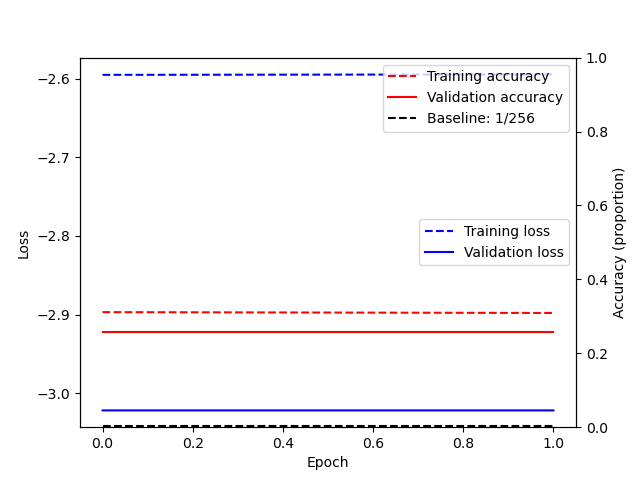 Training accuracy
Validation accuracy
Baseline: 1/256
Training loss
Validation loss
Loss
−2.6
−2.7
−2.8
−2.9
−3.0
1.0
0.8
0.6
0.4
0.2
0.0
Accuracy (proportion)
0.0 0.2 0.4 0.6 0.8 1.0
Epoch